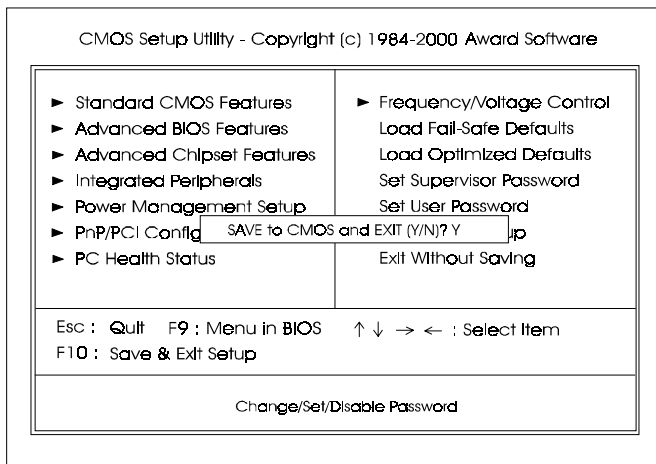 CMOS Setup Utility - Copyright (c) 1984-2000 Award Software
► Standard CMOS Features
► Advanced BIOS Features
► Advanced Chipset Features
► Integrated Peripherals
► Power Management Setup
► PnP/PCI Config
► PC Health Status
► Frequency/Voltage Control
Load Fail-Safe Defaults
Load Optimized Defaults
Set Supervisor Password
Set User Password
up
Exit Without Saving
SAVE to CMOS and EXIT (Y/N)? Y
Esc : Quit F9 : Menu in BIOS ↑ ↓ → ← : Select Item
F10 : Save & Exit Setup
Change/Set/Disable Password